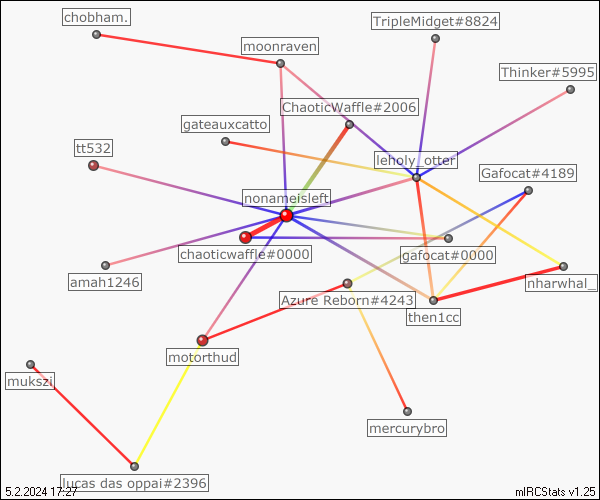 chobham.
TripleMidget#8824
moonraven
Thinker#5995
ChaoticWaffle#2006
gateauxcatto
tt532
leholy_otter
Gafocat#4189
nonameisleft
chaoticwaffle#0000
gafocat#0000
amah1246
nharwhal_
Azure Reborn#4243
then1cc
motorthud
mukszi
mercurybro
lucas das oppai#2396
5.2.2024 17:27
mIRCStats v1.25